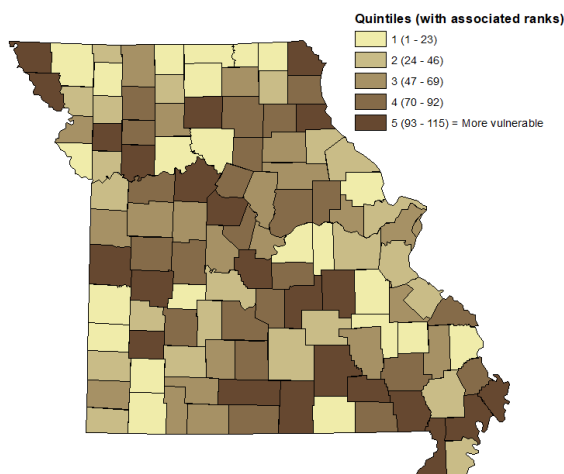 Quintiles (with associated ranks)
1 (1 - 23)
2 (24 - 46)
3 (47 - 69)
4 (70 - 92)
5 (93 - 115) = More vulnerable